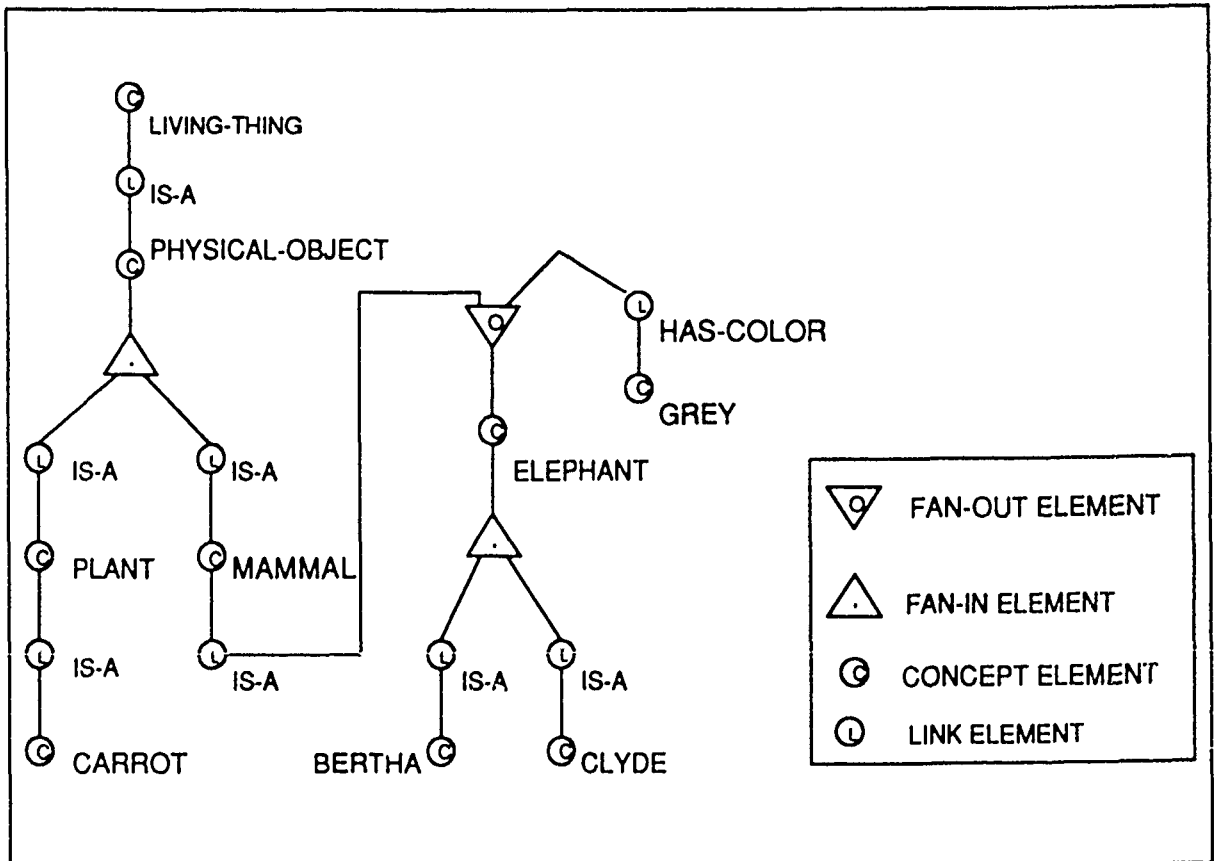 C
LIVING-THING
L
IS-A
C
PHYSICAL-OBJECT
O
L
HAS-COLOR
C
GREY
C
ELEPHANT
L
IS-A
L
IS-A
C
PLANT
C
MAMMAL
L
IS-A
L
IS-A
L
IS-A
L
IS-A
C
CARROT
BERTHA
C
C
CLYDE
O
FAN-OUT ELEMENT
FAN-IN ELEMENT
C
CONCEPT ELEMENT
L
LINK ELEMENT